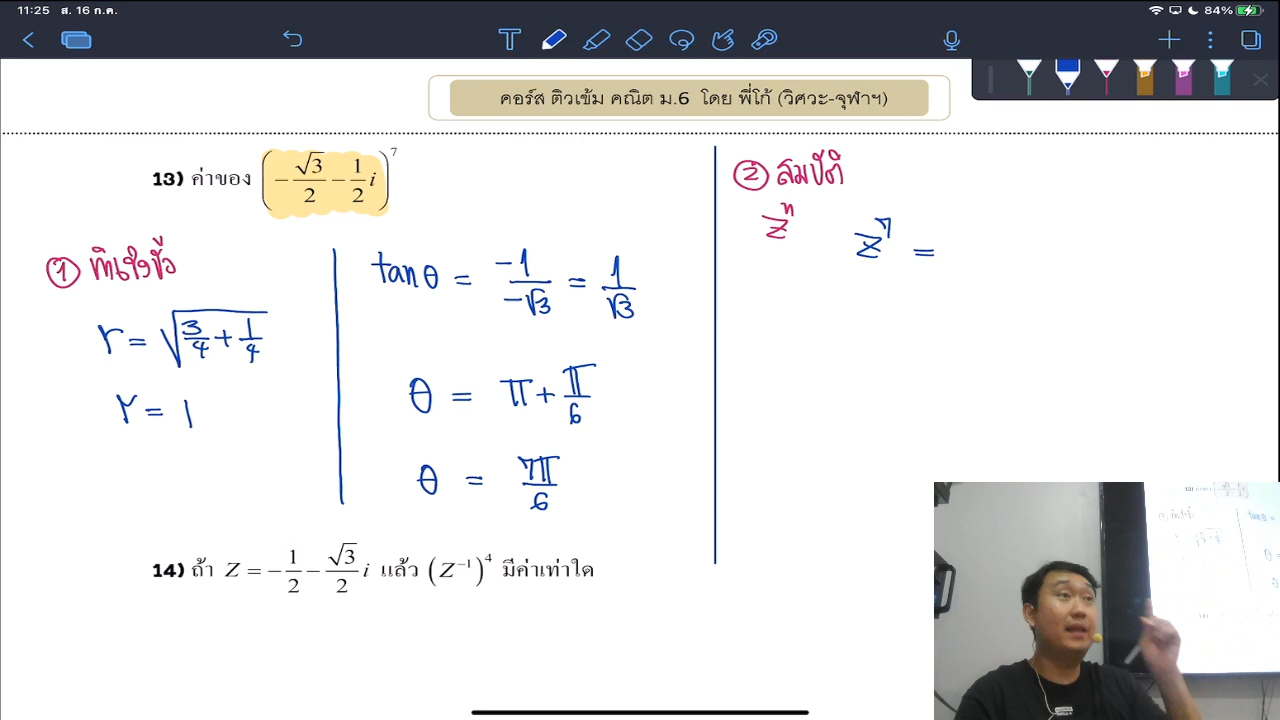 11:25 ส. 16 ก.ค.
84%
คอร์ส ติวเข้ม คณิต ม.6 โดย พี่โก้ (วิศวะ-จุฬาฯ)
13) ค่าของ (-√3/2 - 1/2 i)^7
① เชิงขั้ว
r = √(3/4 + 1/4)
r = 1
tan θ = -1/-√3 = 1/√3
θ = π + π/6
θ = 7π/6
② สมบัติ
z^n
z^7 =
14) ถ้า Z = -1/2 - √3/2 i แล้ว (Z^-1)^4 มีค่าเท่าใด